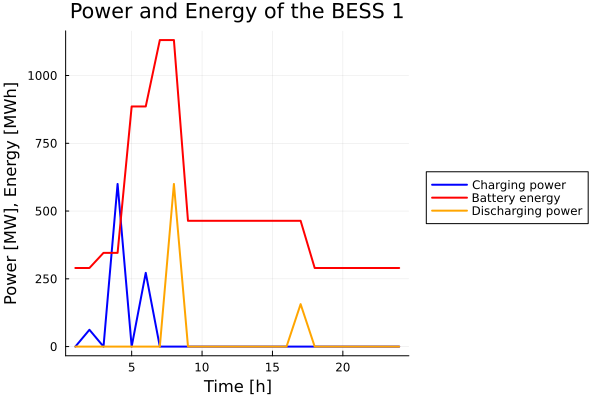 Power and Energy of the BESS 1
Power [MW], Energy [MWh]
1000
750
500
250
0
5
10
15
20
Time [h]
Charging power
Battery energy
Discharging power